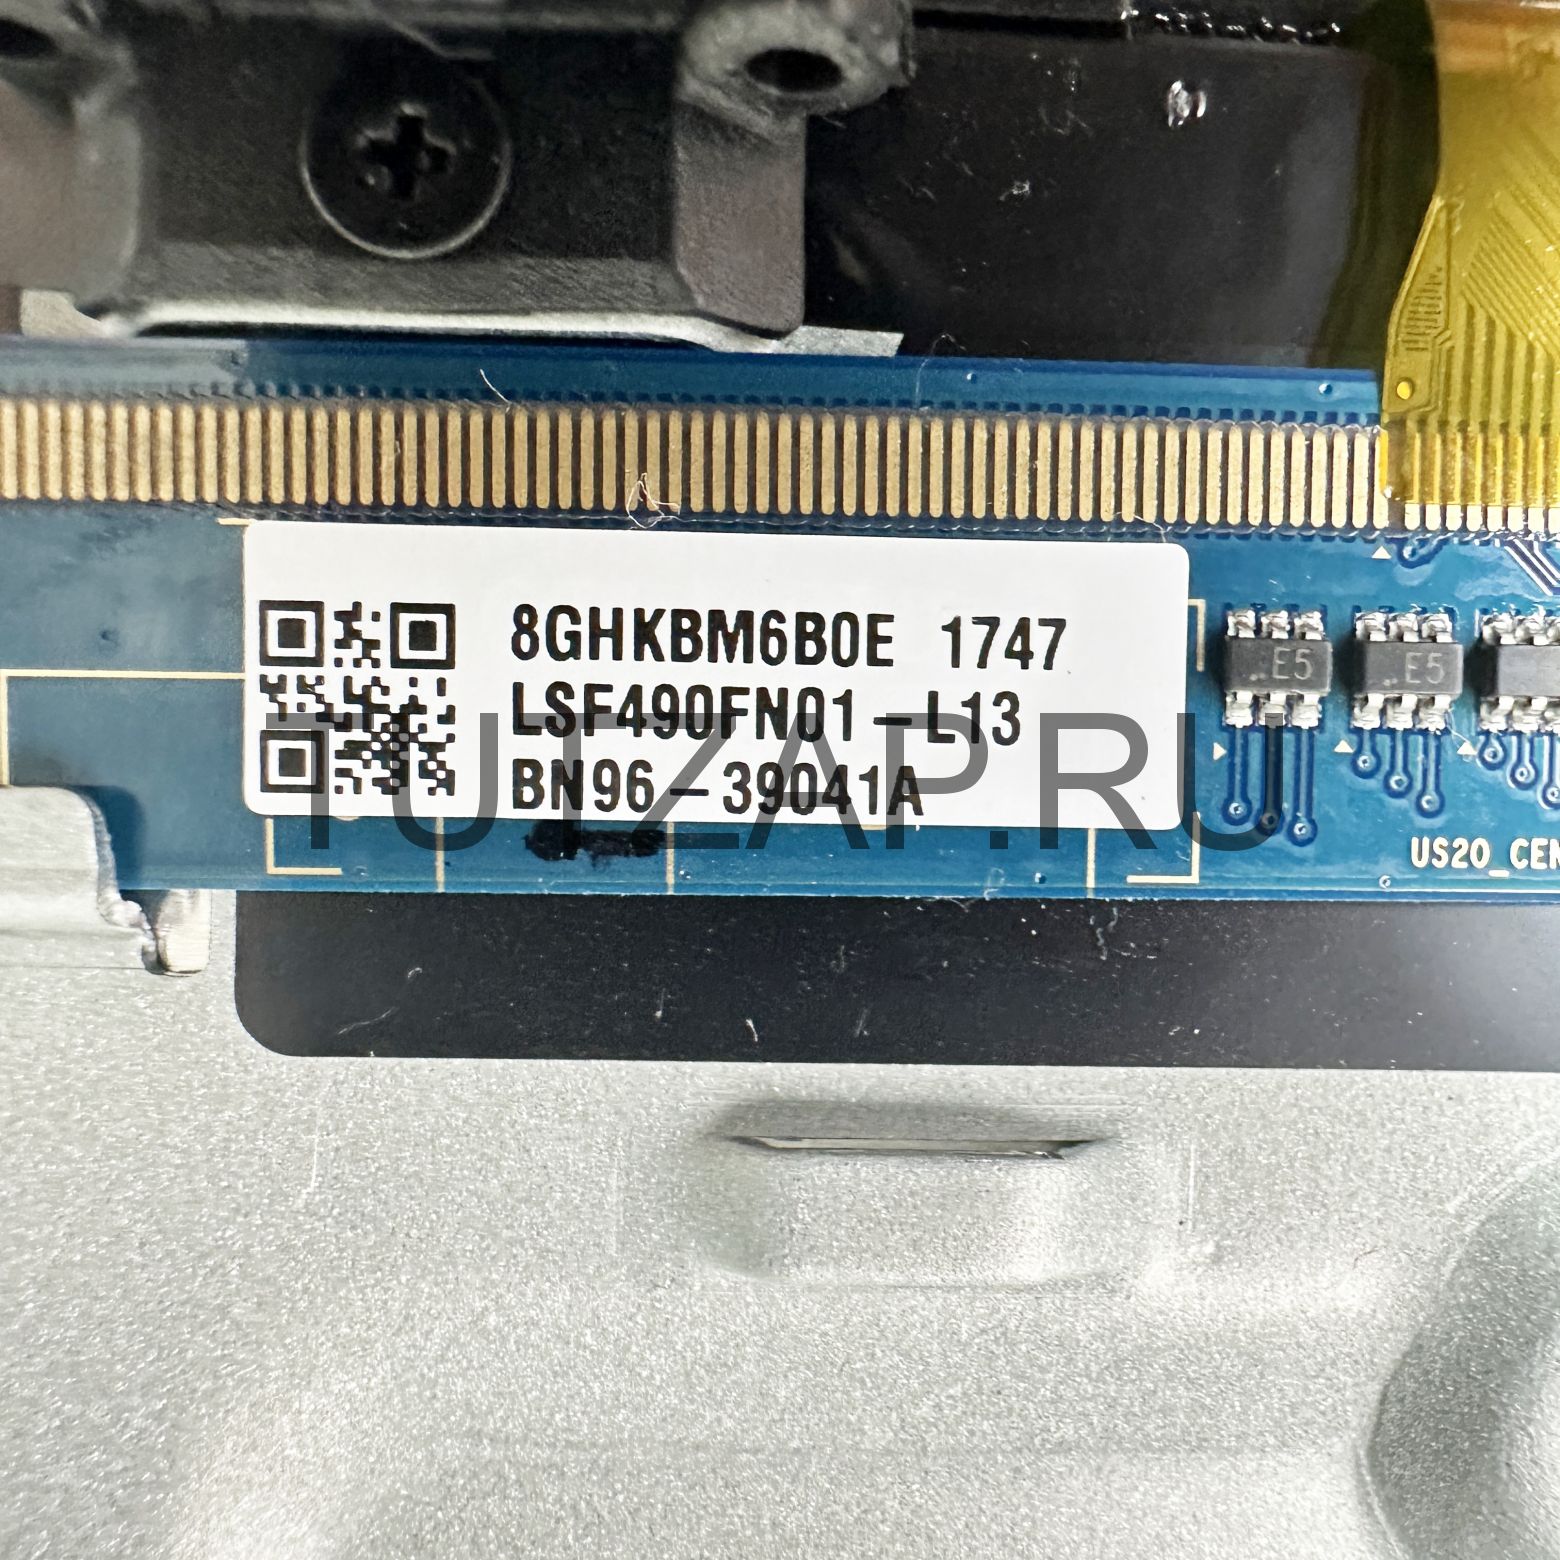 8GHKBM6B0E 1747
LSF490FN01-L13
BN96-39041A
TUTZAP.RU
.E5
.E5
US20_CEN